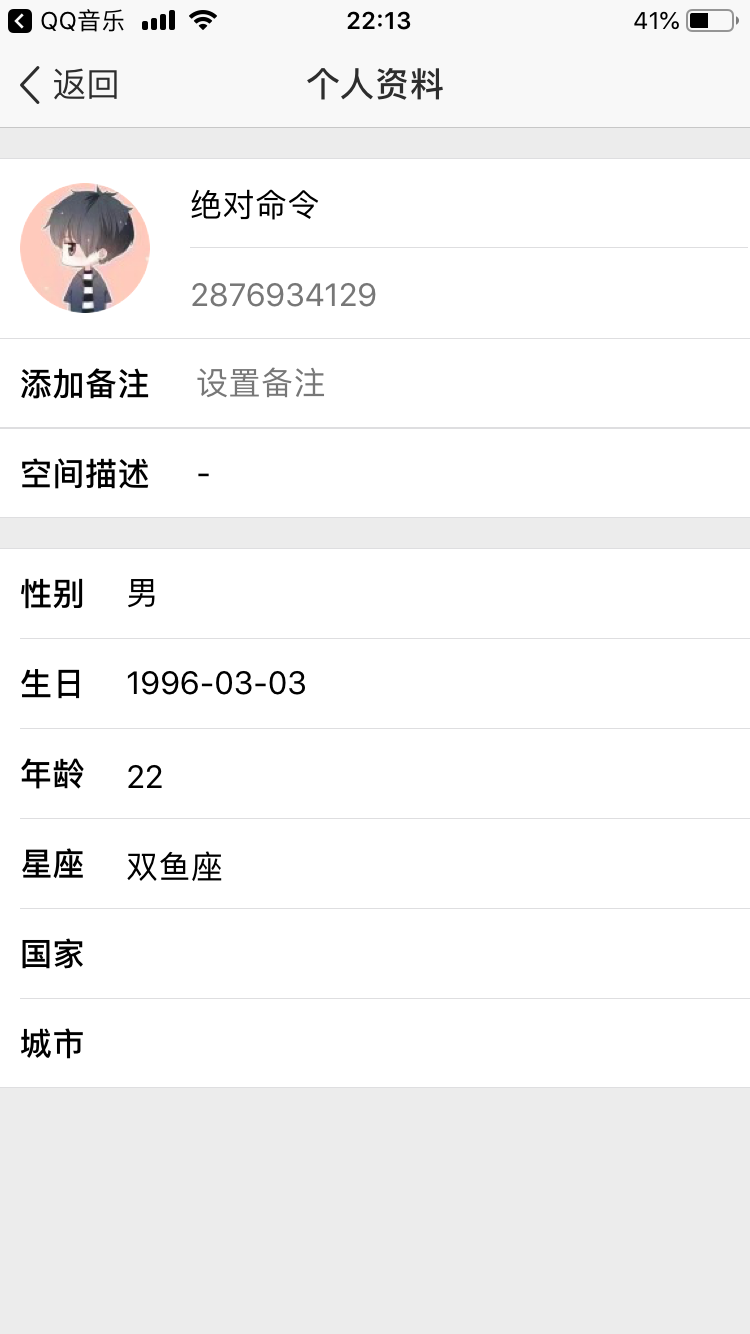 QQ音乐 22:13 41%
返回 个人资料
绝对命令
2876934129
添加备注 设置备注
空间描述 -
性别 男
生日 1996-03-03
年龄 22
星座 双鱼座
国家
城市